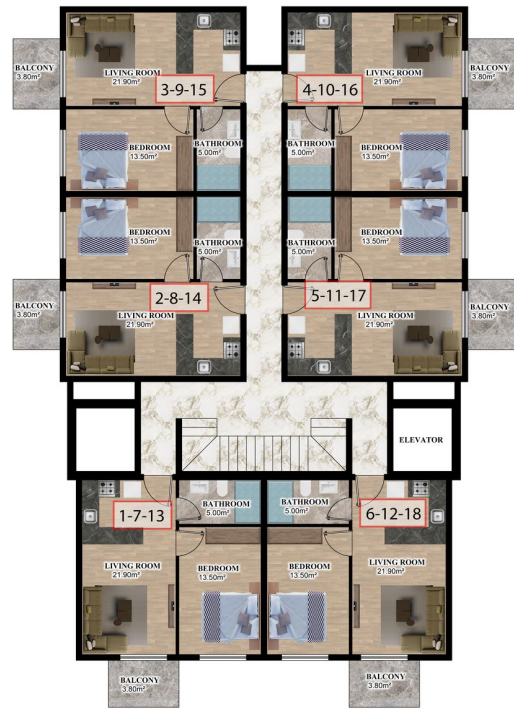 LIVING ROOM
21.90m²
BALCONY
3.80m²
3-9-15
4-10-16
LIVING ROOM
21.90m²
BALCONY
3.80m²
BEDROOM
13.50m²
BATHROOM
5.00m²
BATHROOM
5.00m²
BEDROOM
13.50m²
BEDROOM
13.50m²
BATHROOM
5.00m²
BATHROOM
5.00m²
BEDROOM
13.50m²
2-8-14
5-11-17
BALCONY
3.80m²
LIVING ROOM
21.90m²
LIVING ROOM
21.90m²
BALCONY
3.80m²
ELEVATOR
1-7-13
BATHROOM
5.00m²
BATHROOM
5.00m²
6-12-18
LIVING ROOM
21.90m²
BEDROOM
13.50m²
BEDROOM
13.50m²
LIVING ROOM
21.90m²
BALCONY
3.80m²
BALCONY
3.80m²